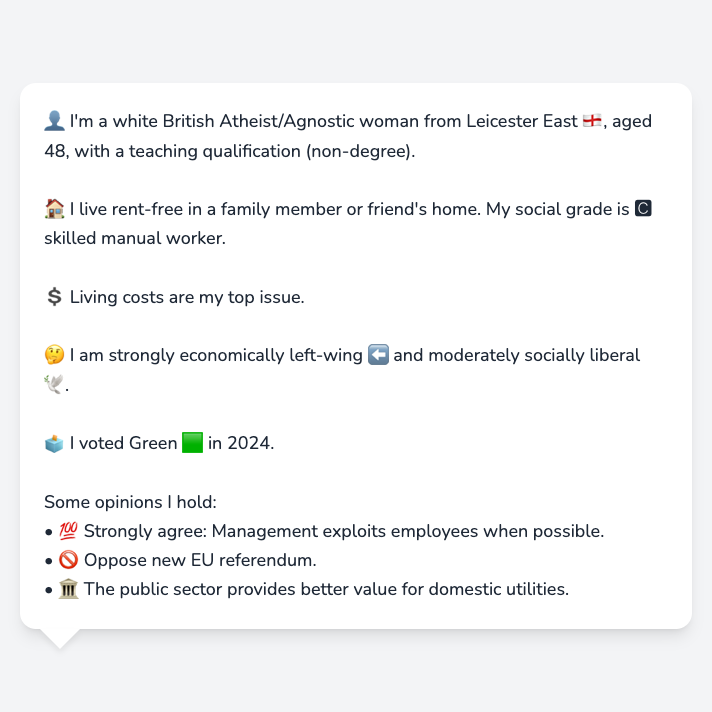 👤 I'm a white British Atheist/Agnostic woman from Leicester East 🏴󠁧󠁢󠁥󠁮󠁧󠁿, aged
48, with a teaching qualification (non-degree).
🏠 I live rent-free in a family member or friend's home. My social grade is 🅲
skilled manual worker.
💲 Living costs are my top issue.
🤔 I am strongly economically left-wing ⬅️ and moderately socially liberal
🕊️.
🗳️ I voted Green 🟩 in 2024.
Some opinions I hold:
• 💯 Strongly agree: Management exploits employees when possible.
• 🚫 Oppose new EU referendum.
• 🏛️ The public sector provides better value for domestic utilities.